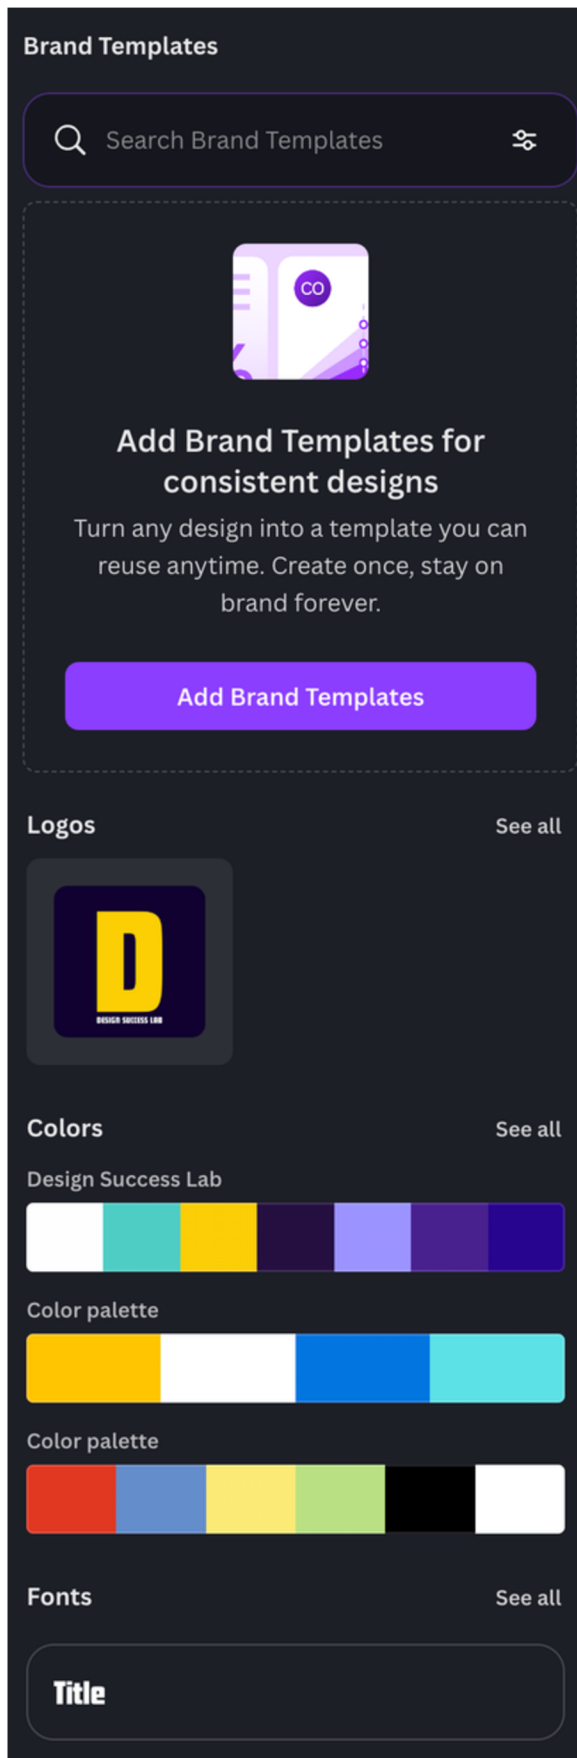 Brand Templates
Search Brand Templates
CO
Add Brand Templates for
consistent designs
Turn any design into a template you can
reuse anytime. Create once, stay on
brand forever.
Add Brand Templates
Logos See all
D
DESIGN SUCCESS LAB
Colors See all
Design Success Lab
Color palette
Color palette
Fonts See all
Title